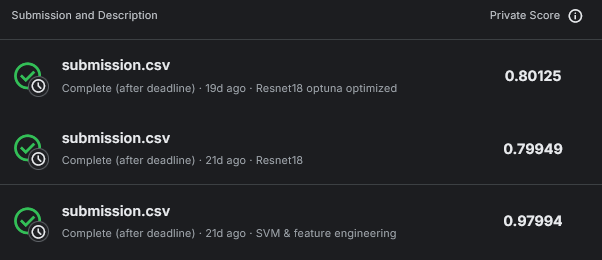 Submission and Description Private Score
submission.csv
Complete (after deadline) · 19d ago · Resnet18 optuna optimized
0.80125
submission.csv
Complete (after deadline) · 21d ago · Resnet18
0.79949
submission.csv
Complete (after deadline) · 21d ago · SVM & feature engineering
0.97994